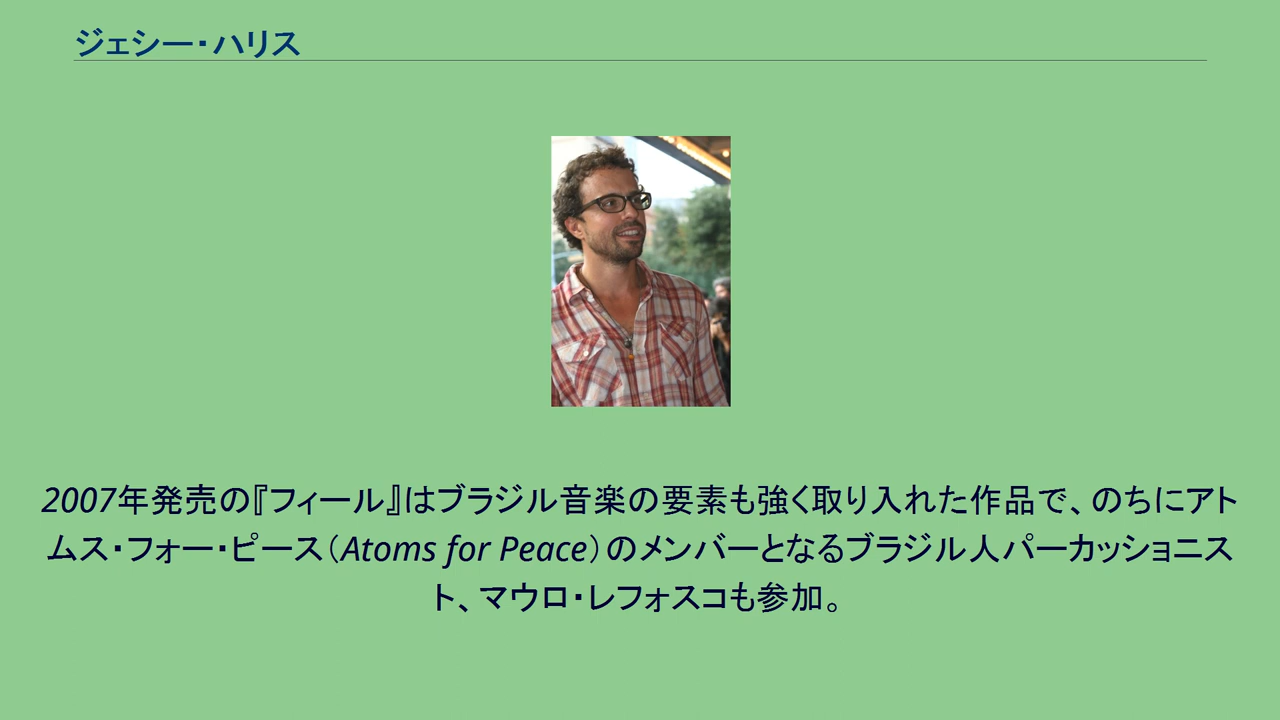 ジェシー・ハリス
2007年発売の『フィール』はブラジル音楽の要素も強く取り入れた作品で、のちにアト
ムス・フォー・ピース（Atoms for Peace）のメンバーとなるブラジル人パーカッショニス
ト、マウロ・レフォスコも参加。